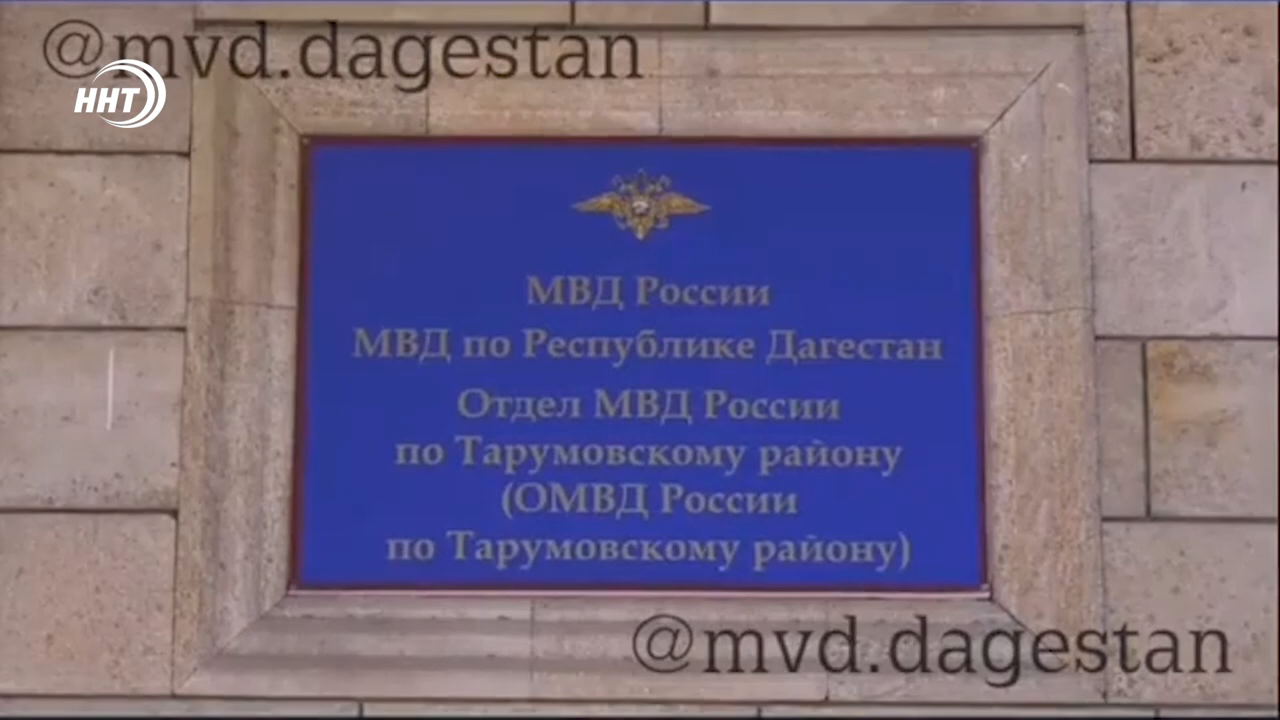 @mvd.dagestan
ННТ
МВД России
МВД по Республике Дагестан
Отдел МВД России
по Тарумовскому району
(ОМВД России
по Тарумовскому району)
@mvd.dagestan